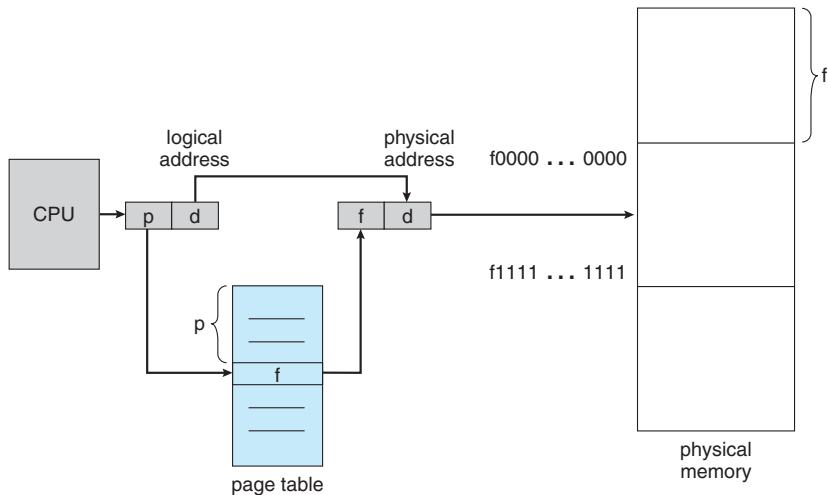 f
logical
address
physical
address
f0000 ... 0000
CPU
p
d
f
d
f1111 ... 1111
p
f
physical
memory
page table